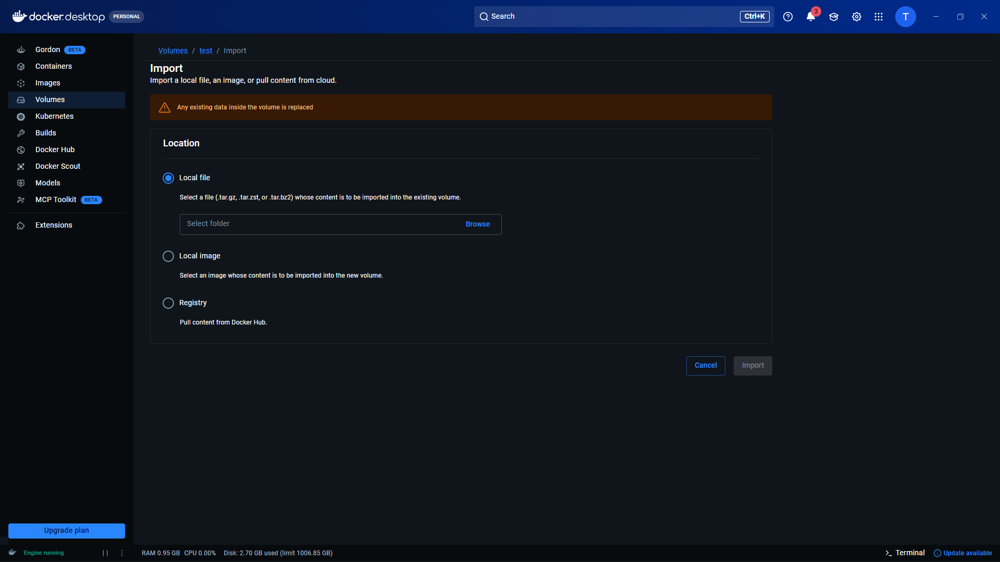 docker.desktop PERSONAL
Search Ctrl+K
3
T
Gordon BETA
Containers
Images
Volumes
Kubernetes
Builds
Docker Hub
Docker Scout
Models
MCP Toolkit BETA
Extensions
Volumes / test / Import
Import
Import a local file, an image, or pull content from cloud.
Any existing data inside the volume is replaced
Location
Local file
Select a file (.tar.gz, .tar.zst, or .tar.bz2) whose content is to be imported into the existing volume.
Select folder Browse
Local image
Select an image whose content is to be imported into the new volume.
Registry
Pull content from Docker Hub.
Cancel Import
Upgrade plan
Engine running
RAM 0.95 GB CPU 0.00% Disk: 2.70 GB used (limit 1006.85 GB)
Terminal
Update available